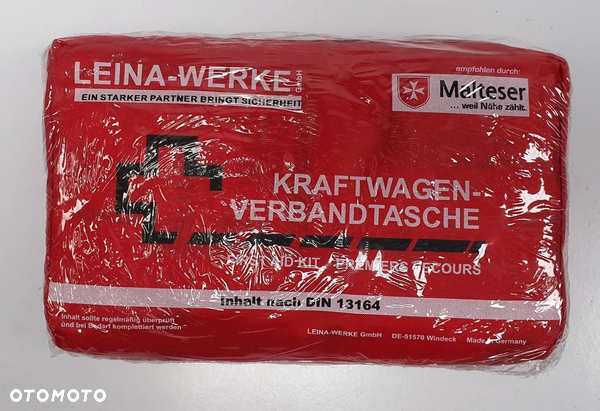 LEINA-WERKE GmbH
EIN STARKER PARTNER BRINGT SICHERHEIT
empfohlen durch:
Malteser
... weil Nähe zählt.
KRAFTWAGEN-
VERBANDTASCHE
FIRST AID KIT PREMIERS SECOURS
Inhalt nach DIN 13164
Inhalt sollte regelmäßig überprüft
und bei Bedarf komplettiert werden
LEINA-WERKE GmbH DE-51570 Windeck Made in Germany
OTOMOTO